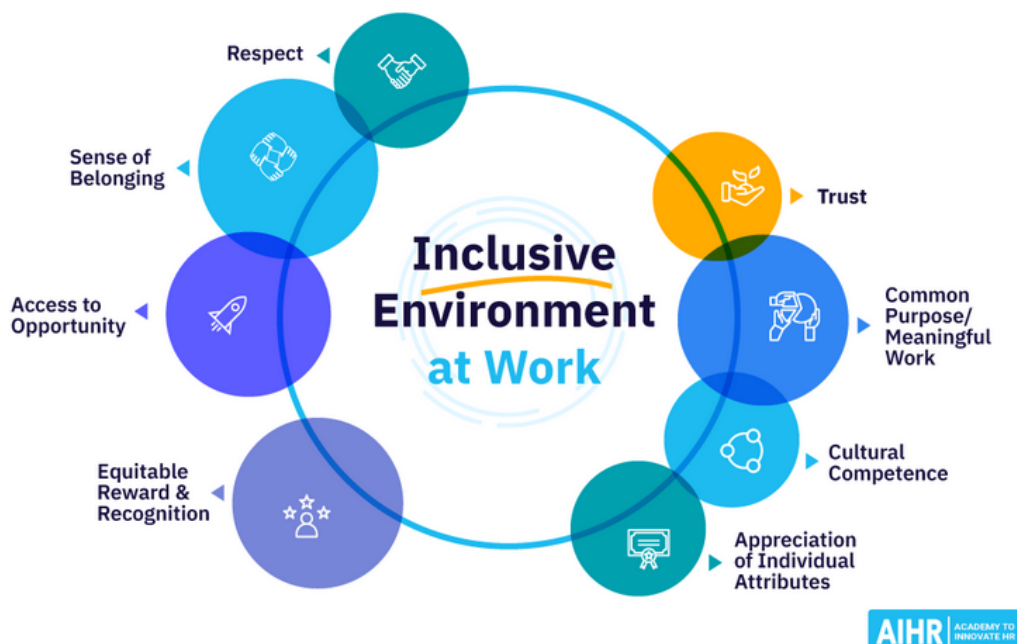 Respect
Sense of
Belonging
Access to
Opportunity
Equitable
Reward &
Recognition
Inclusive
Environment
at Work
Trust
Common
Purpose/
Meaningful
Work
Cultural
Competence
Appreciation
of Individual
Attributes
AIHR
ACADEMY TO
INNOVATE HR